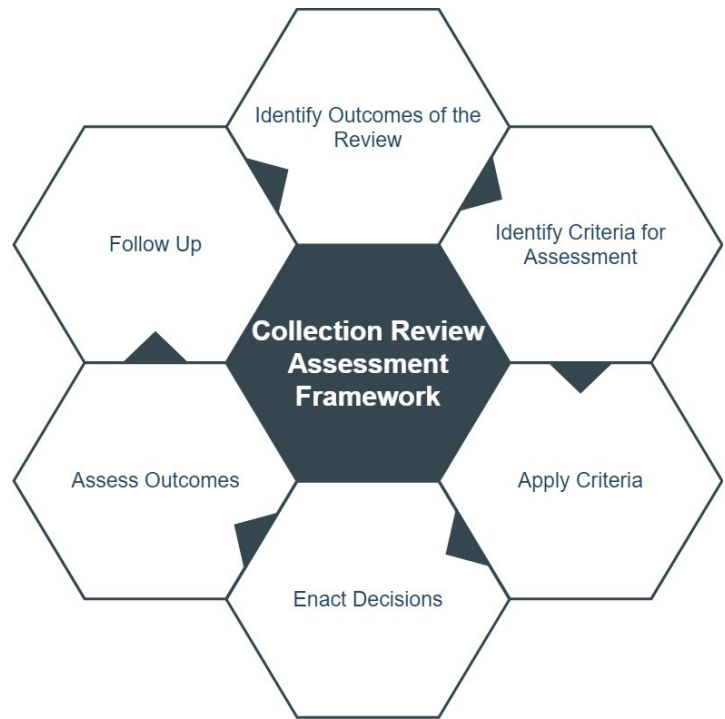 Identify Outcomes of the
Review
Identify Criteria for
Assessment
Follow Up
Collection Review
Assessment
Framework
Assess Outcomes
Apply Criteria
Enact Decisions